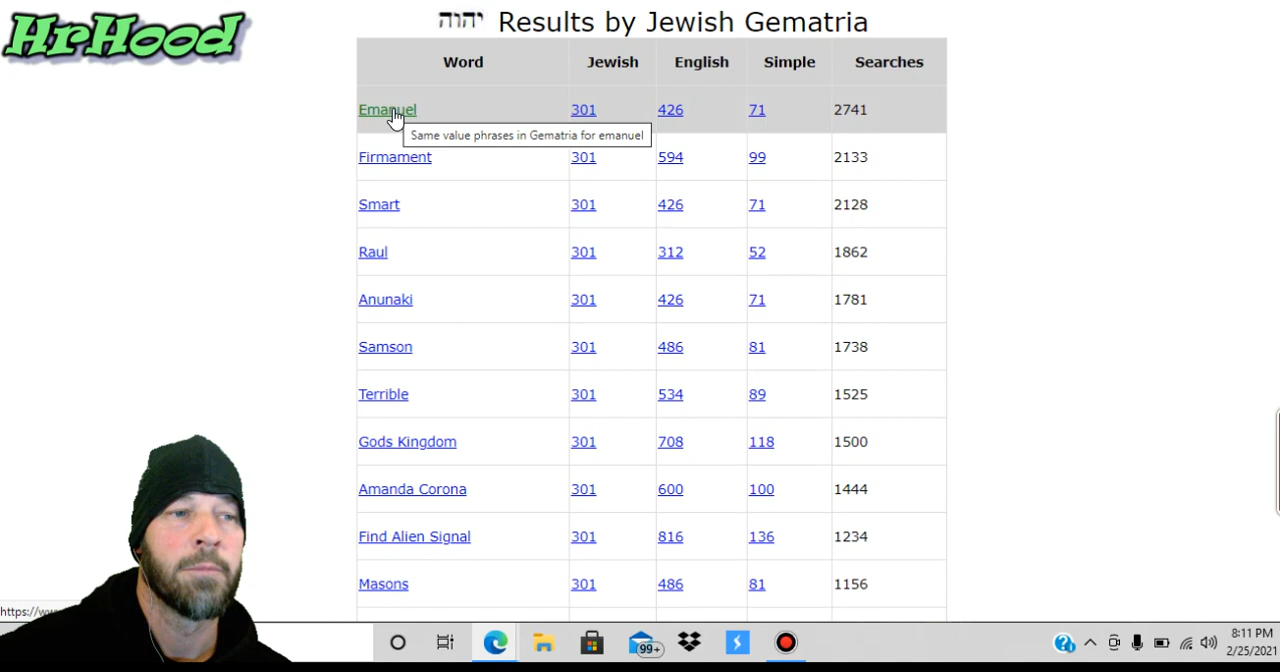 HrHood
יהוה Results by Jewish Gematria
Word Jewish English Simple Searches
Emanuel 301 426 71 2741
Same value phrases in Gematria for emanuel
Firmament 301 594 99 2133
Smart 301 426 71 2128
Raul 301 312 52 1862
Anunaki 301 426 71 1781
Samson 301 486 81 1738
Terrible 301 534 89 1525
Gods Kingdom 301 708 118 1500
Amanda Corona 301 600 100 1444
Find Alien Signal 301 816 136 1234
Masons 301 486 81 1156
https://ww
99+
8:11 PM
2/25/2021